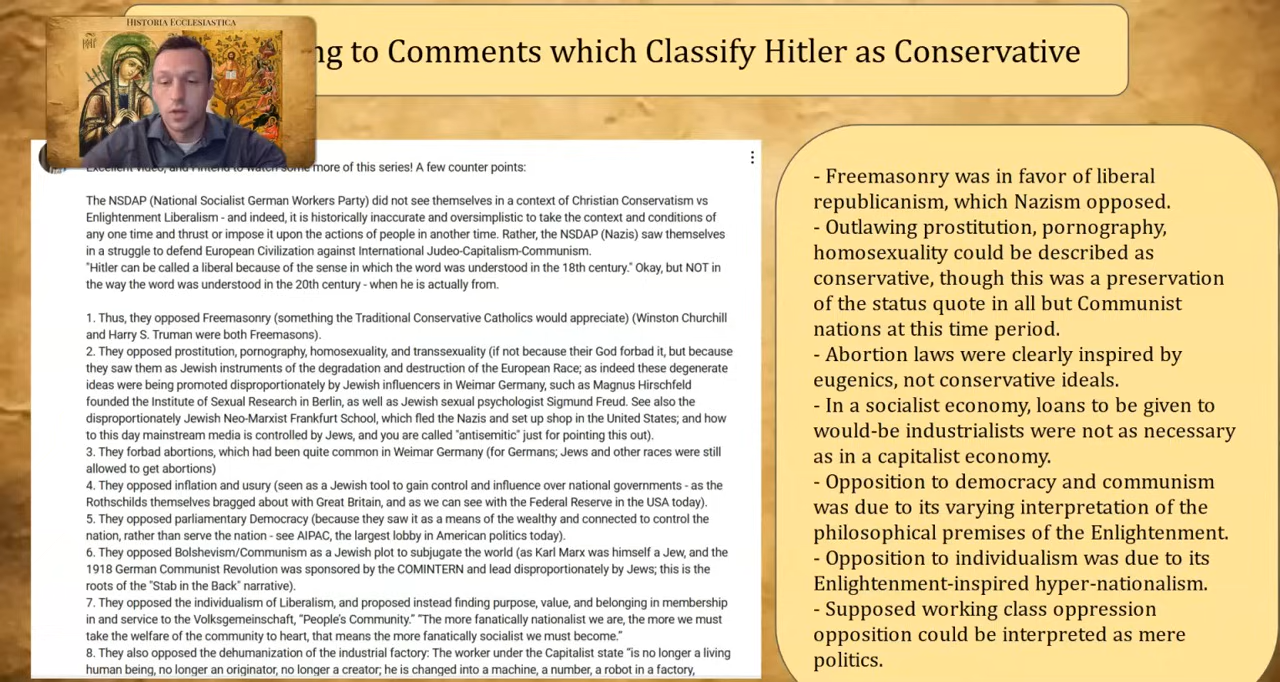 HISTORIA ECCLESIASTICA
ng to Comments which Classify Hitler as Conservative
more of this series! A few counter points:
The NSDAP (National Socialist German Workers Party) did not see themselves in a context of Christian Conservatism vs
Enlightenment Liberalism - and indeed, it is historically inaccurate and oversimplistic to take the context and conditions of
any one time and thrust or impose it upon the actions of people in another time. Rather, the NSDAP (Nazis) saw themselves
in a struggle to defend European Civilization against International Judeo-Capitalism-Communism.
"Hitler can be called a liberal because of the sense in which the word was understood in the 18th century." Okay, but NOT in
the way the word was understood in the 20th century - when he is actually from.
1. Thus, they opposed Freemasonry (something the Traditional Conservative Catholics would appreciate) (Winston Churchill
and Harry S. Truman were both Freemasons).
2. They opposed prostitution, pornography, homosexuality, and transsexuality (if not because their God forbad it, but because
they saw them as Jewish instruments of the degradation and destruction of the European Race; as indeed these degenerate
ideas were being promoted disproportionately by Jewish influencers in Weimar Germany, such as Magnus Hirschfeld
founded the Institute of Sexual Research in Berlin, as well as Jewish sexual psychologist Sigmund Freud. See also the
disproportionately Jewish Neo-Marxist Frankfurt School, which fled the Nazis and set up shop in the United States; and how
to this day mainstream media is controlled by Jews, and you are called "antisemitic" just for pointing this out).
3. They forbad abortions, which had been quite common in Weimar Germany (for Germans; Jews and other races were still
allowed to get abortions)
4. They opposed inflation and usury (seen as a Jewish tool to gain control and influence over national governments - as the
Rothschilds themselves bragged about with Great Britain, and as we can see with the Federal Reserve in the USA today).
5. They opposed parliamentary Democracy (because they saw it as a means of the wealthy and connected to control the
nation, rather than serve the nation - see AIPAC, the largest lobby in American politics today).
6. They opposed Bolshevism/Communism as a Jewish plot to subjugate the world (as Karl Marx was himself a Jew, and the
1918 German Communist Revolution was sponsored by the COMINTERN and lead disproportionately by Jews; this is the
roots of the "Stab in the Back" narrative).
7. They opposed the individualism of Liberalism, and proposed instead finding purpose, value, and belonging in membership
in and service to the Volksgemeinschaft, "People's Community." "The more fanatically nationalist we are, the more we must
take the welfare of the community to heart, that means the more fanatically socialist we must become."
8. They also opposed the dehumanization of the industrial factory: The worker under the Capitalist state "is no longer a living
human being, no longer an originator, no longer a creator; he is changed into a machine, a number, a robot in a factory,
- Freemasonry was in favor of liberal
republicanism, which Nazism opposed.
- Outlawing prostitution, pornography,
homosexuality could be described as
conservative, though this was a preservation
of the status quote in all but Communist
nations at this time period.
- Abortion laws were clearly inspired by
eugenics, not conservative ideals.
- In a socialist economy, loans to be given to
would-be industrialists were not as necessary
as in a capitalist economy.
- Opposition to democracy and communism
was due to its varying interpretation of the
philosophical premises of the Enlightenment.
- Opposition to individualism was due to its
Enlightenment-inspired hyper-nationalism.
- Supposed working class oppression
opposition could be interpreted as mere
politics.